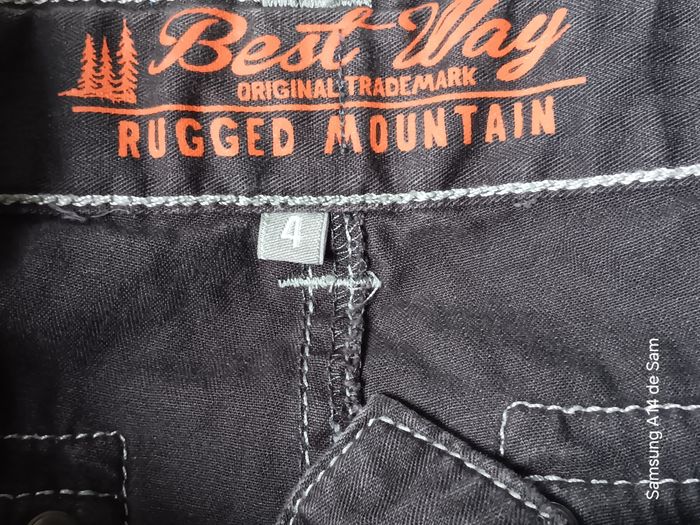 Best Way
ORIGINAL TRADEMARK
RUGGED MOUNTAIN
4
Samsung A14 de Sam